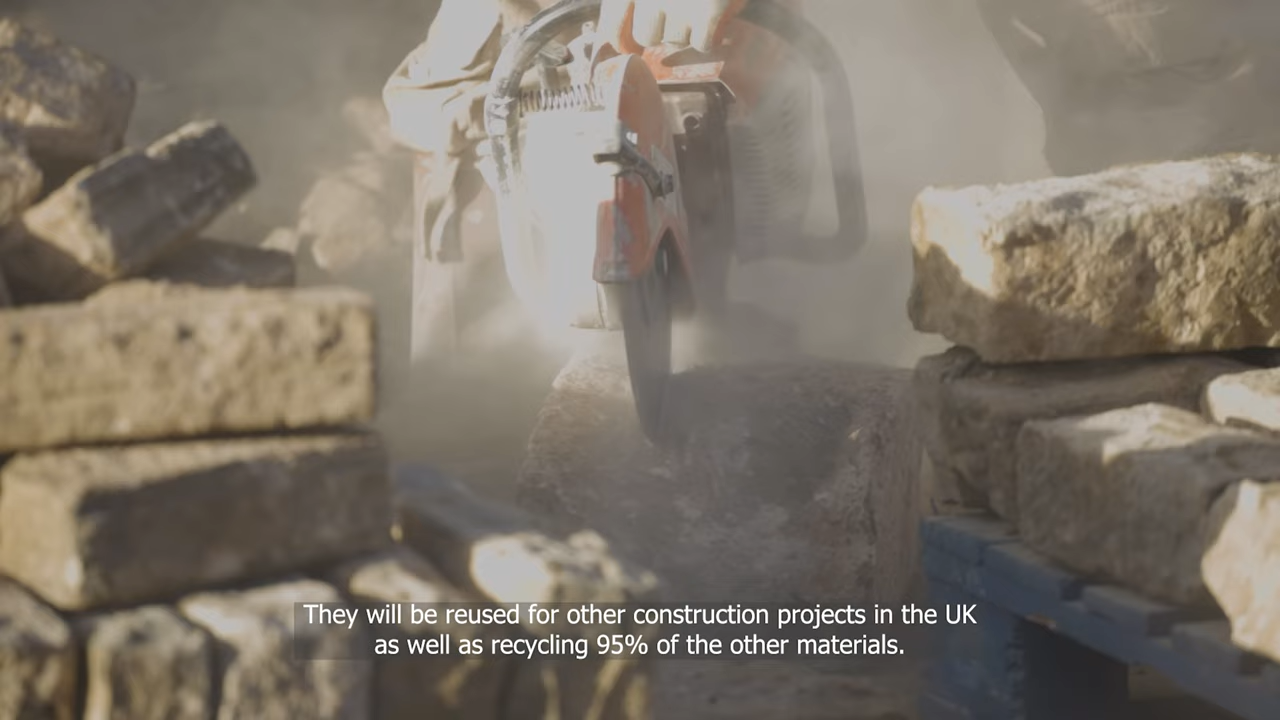 They will be reused for other construction projects in the UK
as well as recycling 95% of the other materials.